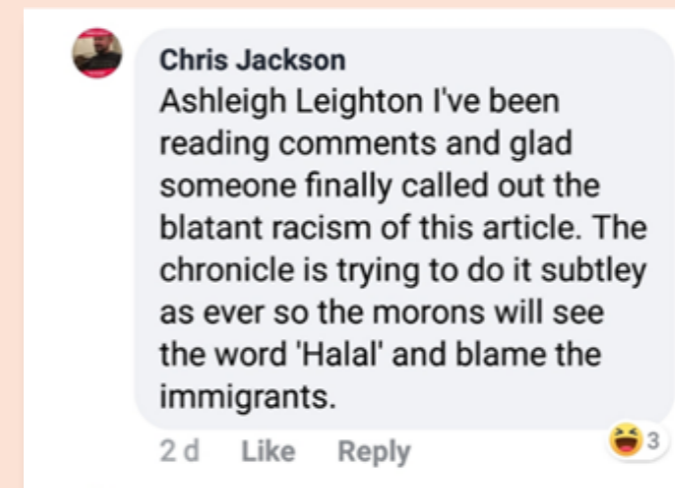 Chris Jackson
Ashleigh Leighton I've been
reading comments and glad
someone finally called out the
blatant racism of this article. The
chronicle is trying to do it subtley
as ever so the morons will see
the word 'Halal' and blame the
immigrants.
2 d Like Reply 3